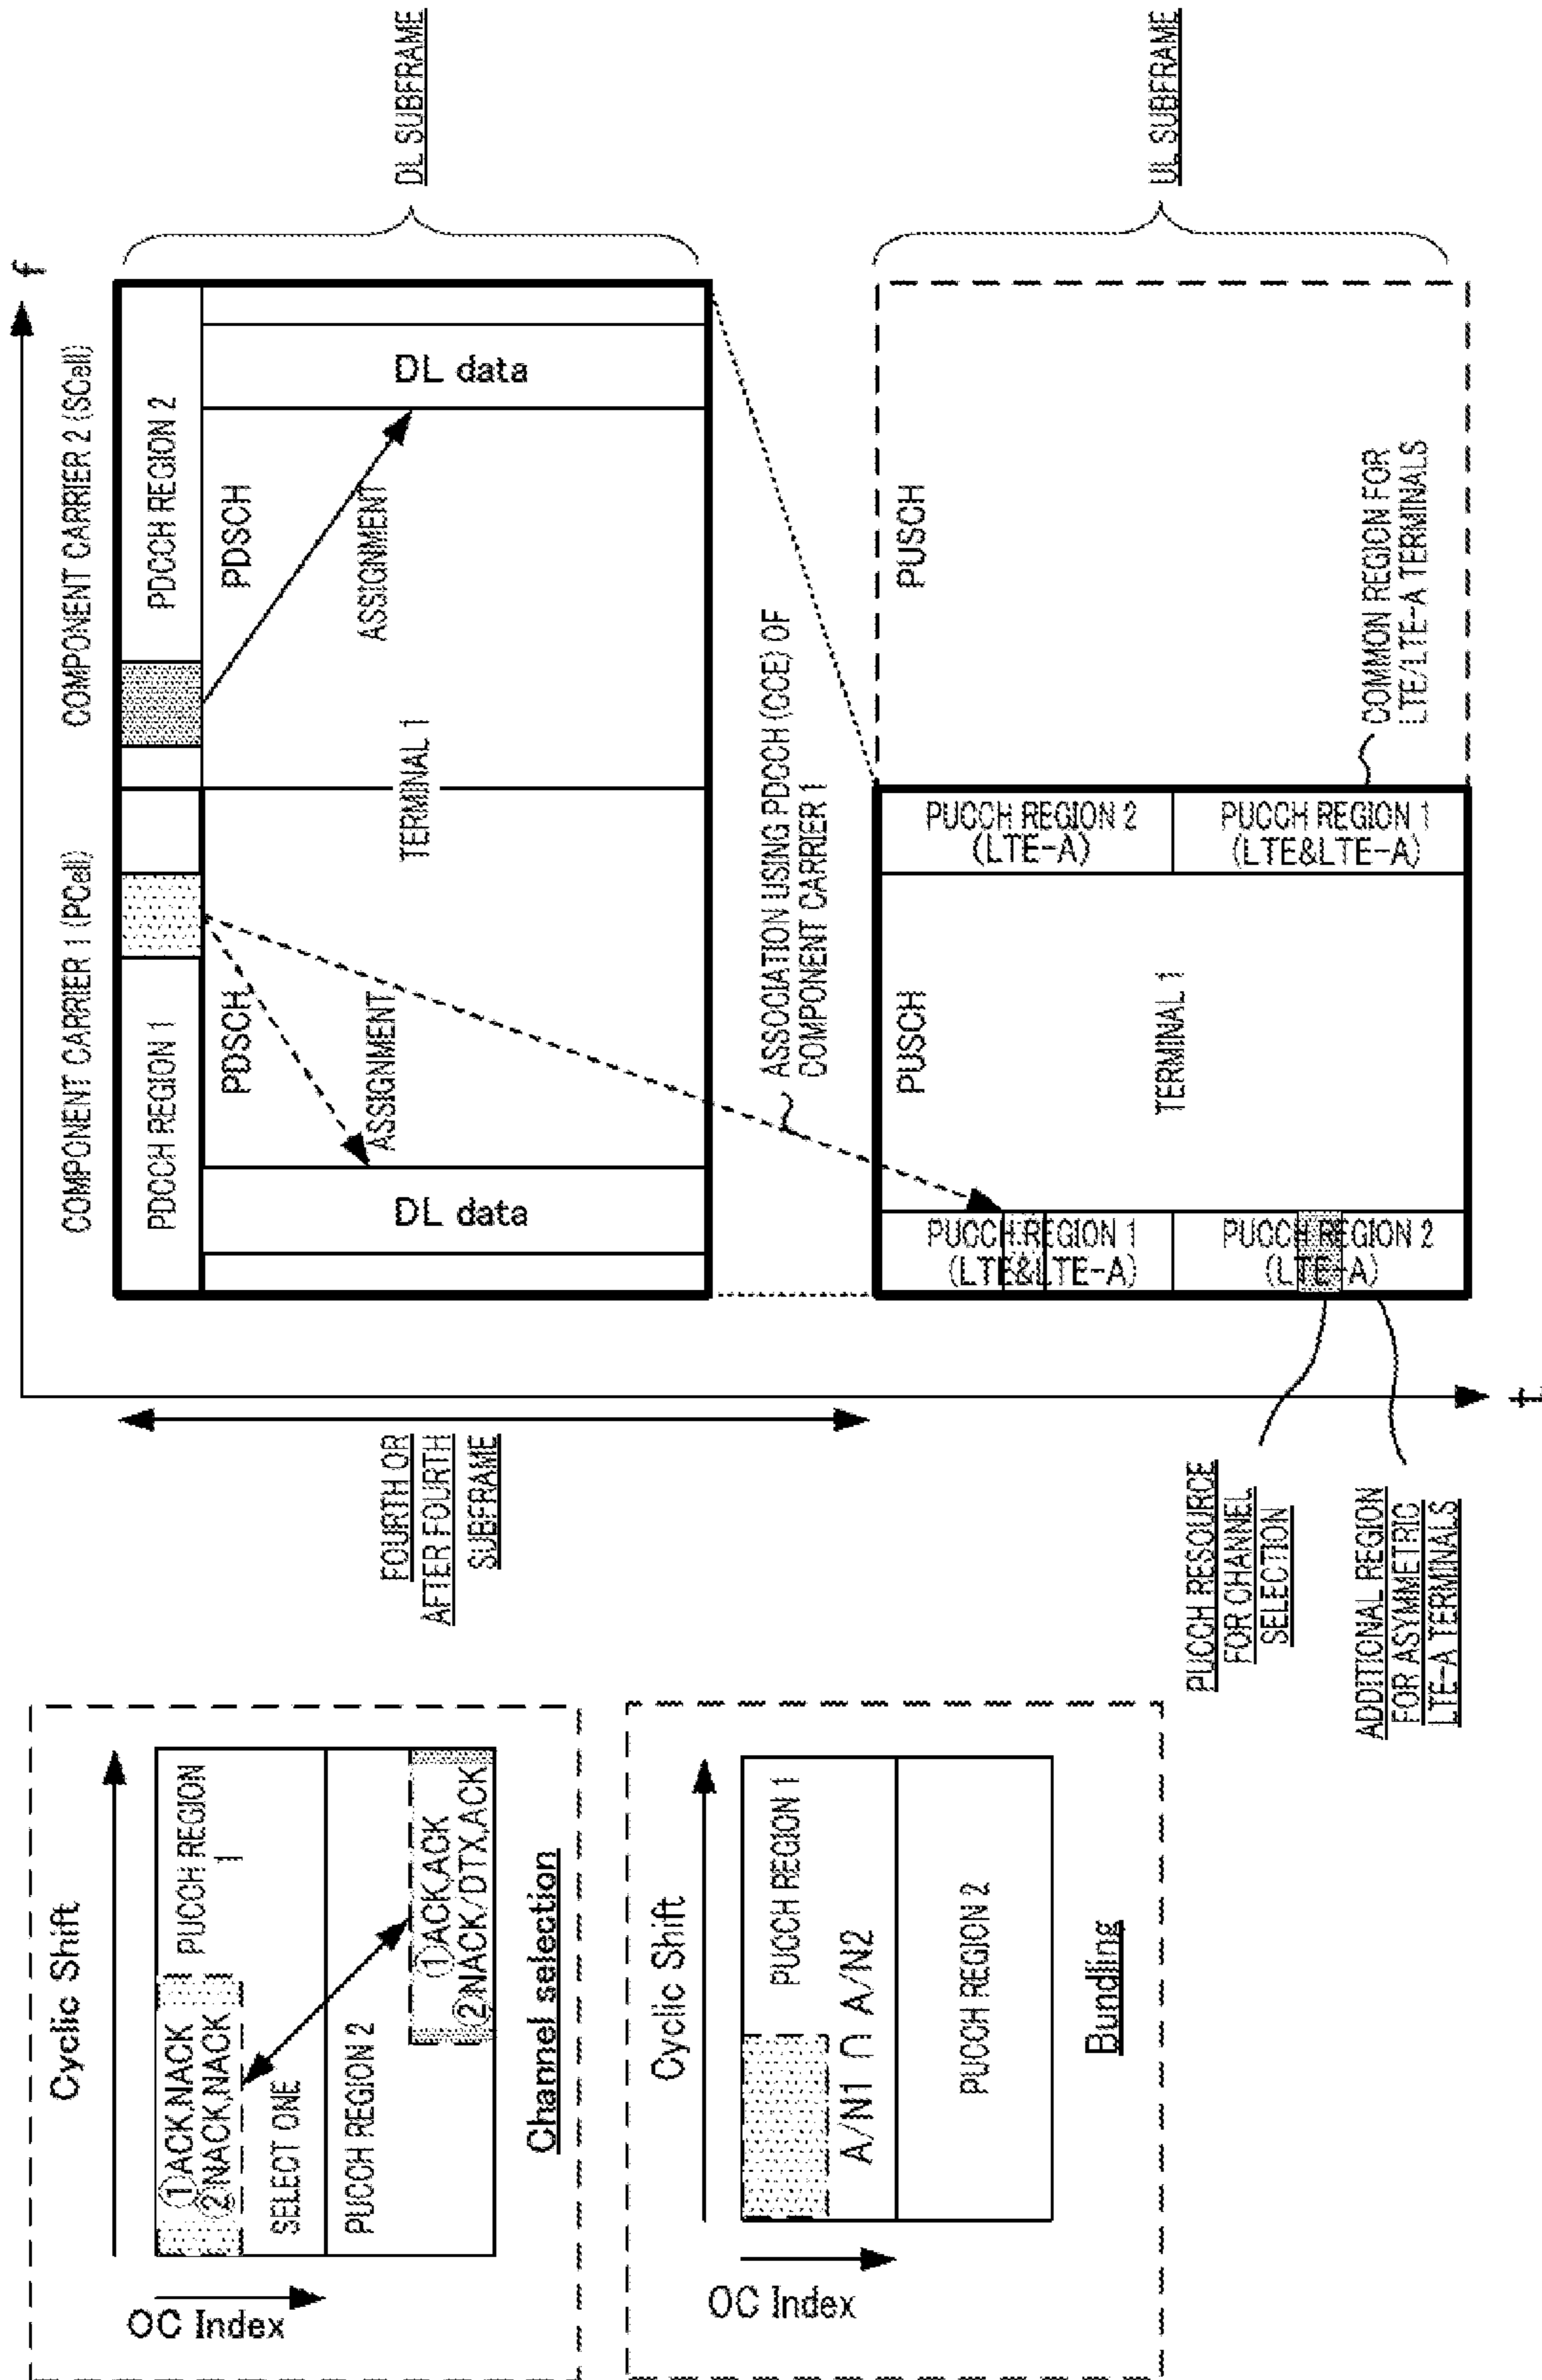 Cyclic Shift
OC Index
①ACK,NACK
②NACK,NACK
PUCCH REGION
1
SELECT ONE
PUCCH REGION 2
①ACK,ACK
②NACK/DTX,ACK
Channel selection
Cyclic Shift
OC Index
PUCCH REGION 1
A/N1 ∩ A/N2
PUCCH REGION 2
Bundling
f
t
COMPONENT CARRIER 1 (PCell)
COMPONENT CARRIER 2 (SCell)
PDCCH REGION 1
PDCCH REGION 2
PDSCH
PDSCH
ASSIGNMENT
ASSIGNMENT
TERMINAL 1
DL data
DL data
DL SUBFRAME
FOURTH OR
AFTER FOURTH
SUBFRAME
ASSOCIATION USING PDCCH (CCE) OF
COMPONENT CARRIER 1
PUSCH
PUSCH
PUCCH REGION 1
(LTE&LTE-A)
PUCCH REGION 2
(LTE-A)
TERMINAL 1
PUCCH REGION 2
(LTE-A)
PUCCH REGION 1
(LTE&LTE-A)
COMMON REGION FOR
LTE/LTE-A TERMINALS
UL SUBFRAME
PUCCH RESOURCE
FOR CHANNEL
SELECTION
ADDITIONAL REGION
FOR ASYMMETRIC
LTE-A TERMINALS